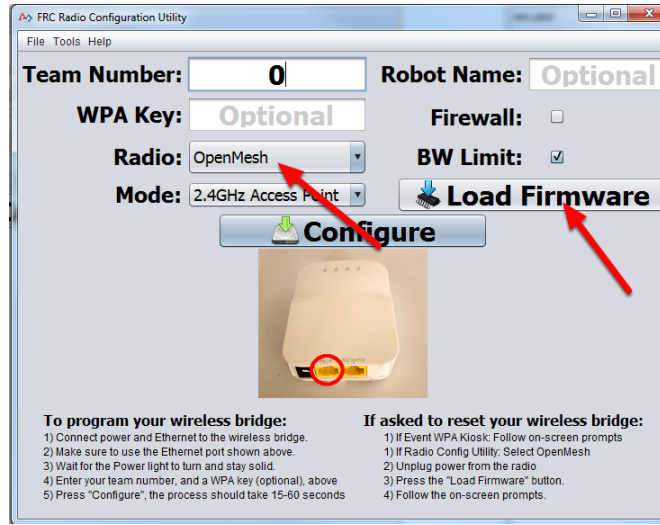 FRC Radio Configuration Utility
File Tools Help
Team Number: 0 Robot Name: Optional
WPA Key: Optional Firewall:
Radio: OpenMesh BW Limit:
Mode: 2.4GHz Access Point Load Firmware
Configure
To program your wireless bridge:
1) Connect power and Ethernet to the wireless bridge.
2) Make sure to use the Ethernet port shown above.
3) Wait for the Power light to turn and stay solid.
4) Enter your team number, and a WPA key (optional), above
5) Press "Configure", the process should take 15-60 seconds
If asked to reset your wireless bridge:
1) If Event WPA Kiosk: Follow on-screen prompts
1) If Radio Config Utility: Select OpenMesh
2) Unplug power from the radio
3) Press the "Load Firmware" button.
4) Follow the on-screen prompts.